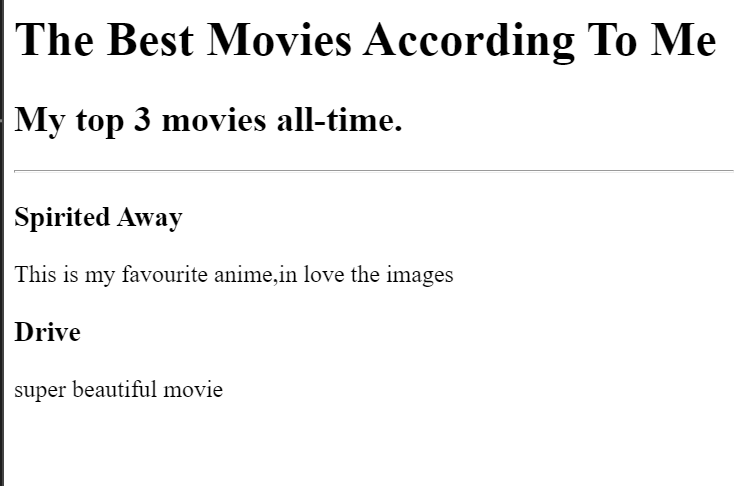 The Best Movies According To Me
My top 3 movies all-time.
Spirited Away
This is my favourite anime,in love the images
Drive
super beautiful movie